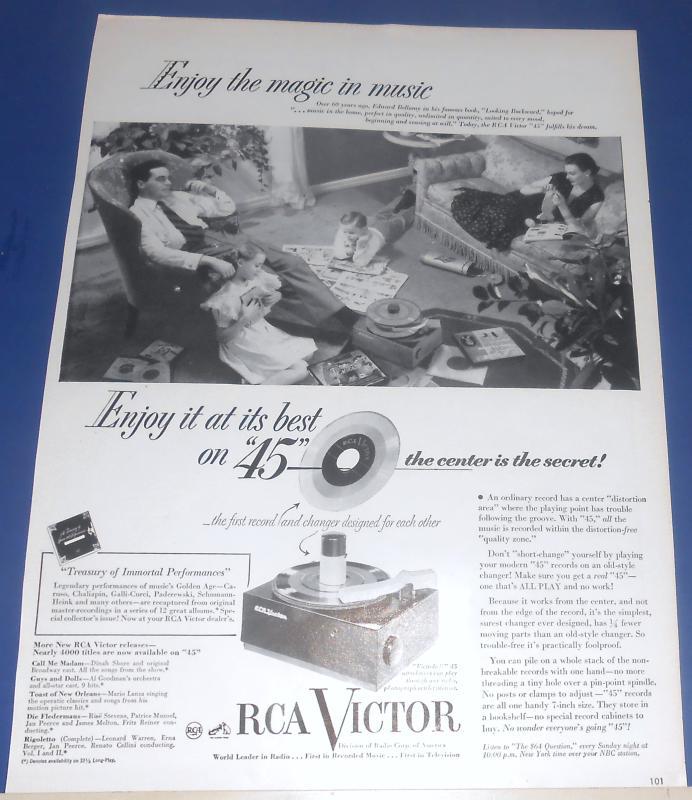 Enjoy the magic in music
Over 60 years ago, Edward Bellamy in his famous book, "Looking Backward," hoped for
"... music in the home, perfect in quality, unlimited in quantity, suited to every mood,
beginning and ceasing at will." Today, the RCA Victor "45" fulfills his dream.
Enjoy it at its best
on "45"
the center is the secret!
RCA Victor
...the first record and changer designed for each other
"Treasury of Immortal Performances"
Legendary performances of music's Golden Age—Ca-
ruso, Chaliapin, Galli-Curci, Paderewski, Schumann-
Heink and many others—are recaptured from original
master-recordings in a series of 12 great albums.* Spe-
cial collector's issue! Now at your RCA Victor dealer's.
More New RCA Victor releases—
Nearly 4000 titles are now available on "45"
Call Me Madam—Dinah Shore and original
Broadway cast. All the songs from the show.*
Guys and Dolls—Al Goodman's orchestra
and all-star cast, 9 hits.*
Toast of New Orleans—Mario Lanza singing
the operatic classics and songs from his
motion picture hit.*
Die Fledermaus—Risë Stevens, Patrice Munsel,
Jan Peerce and James Melton, Fritz Reiner con-
ducting.*
Rigoletto (Complete)—Leonard Warren, Erna
Berger, Jan Peerce, Renato Cellini conducting,
Vol. I and II.*
(*) Denotes availability on 33⅓ Long-Play.
RCA Victor
"Victrola" 45
RCA
RCA VICTOR
Division of Radio Corp. of America
World Leader in Radio ... First in Recorded Music ... First in Television
• An ordinary record has a center "distortion
area" where the playing point has trouble
following the groove. With "45," all the
music is recorded within the distortion-free
"quality zone."
Don't "short-change" yourself by playing
your modern "45" records on an old-style
changer! Make sure you get a real "45"—
one that's ALL PLAY and no work!
Because it works from the center, and not
from the edge of the record, it's the simplest,
surest changer ever designed, has fewer
moving parts than an old-style changer. So
trouble-free it's practically foolproof.
You can pile on a whole stack of the non-
breakable records with one hand—no more
threading a tiny hole over a pin-point spindle.
No posts or clamps to adjust—"45" records
are all one handy 7-inch size. They store in
a bookshelf—no special record cabinets to
buy. No wonder everyone's going "45"!
Listen to "The $64 Question," every Sunday night at
10:00 p.m. New York time over your NBC station.
101